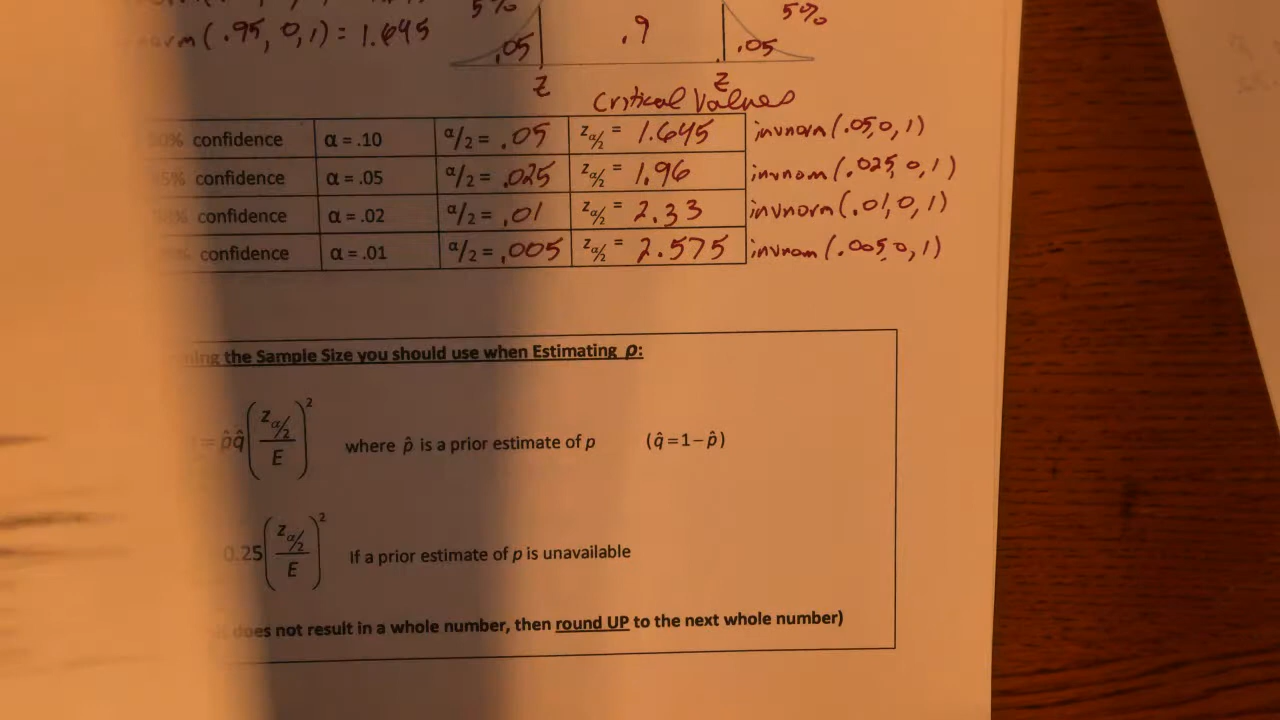 5% .05 .9 .05 5%
(.95, 0,1) = 1.645
z z
Critical Values
confidence α = .10 α/2 = .05 zα/2 = 1.645 invnorm(.05,0,1)
confidence α = .05 α/2 = .025 zα/2 = 1.96 invnom(.025, 0,1)
confidence α = .02 α/2 = .01 zα/2 = 2.33 invnorm(.01,0,1)
confidence α = .01 α/2 = .005 zα/2 = 2.575 invnom(.005,0,1)
the Sample Size you should use when Estimating ρ:
= p̂q̂(zα/2 / E)² where p̂ is a prior estimate of p (q̂=1−p̂)
0.25(zα/2 / E)² If a prior estimate of p is unavailable
does not result in a whole number, then round UP to the next whole number)